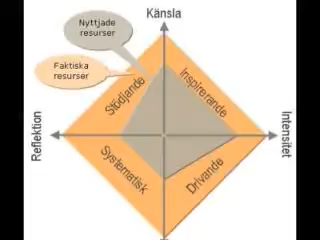 Känsla
Nyttjade
resurser
Faktiska
resurser
Stödjande
Inspirerande
Reflektion
Intensitet
Systematisk
Drivande